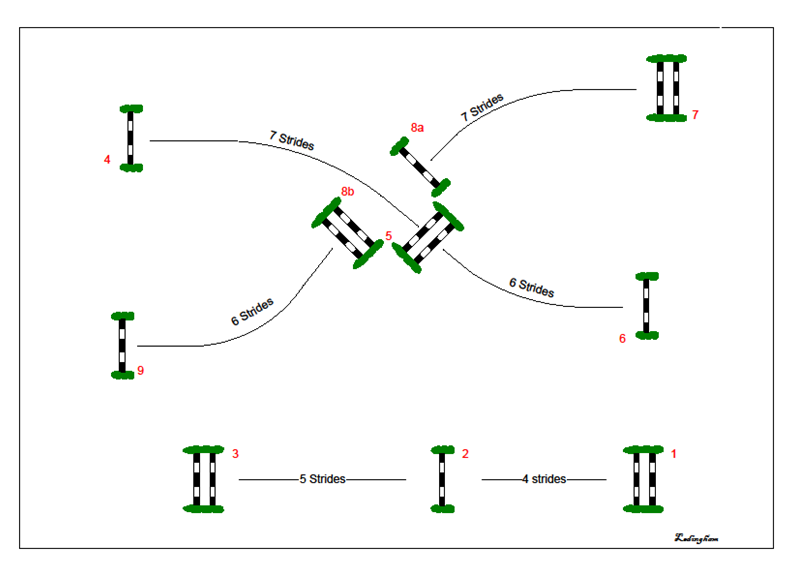 7
7 Strides
8a
4
7 Strides
8b
5
6 Strides
6 Strides
6
9
3
5 Strides
2
4 strides
1
Ledingham